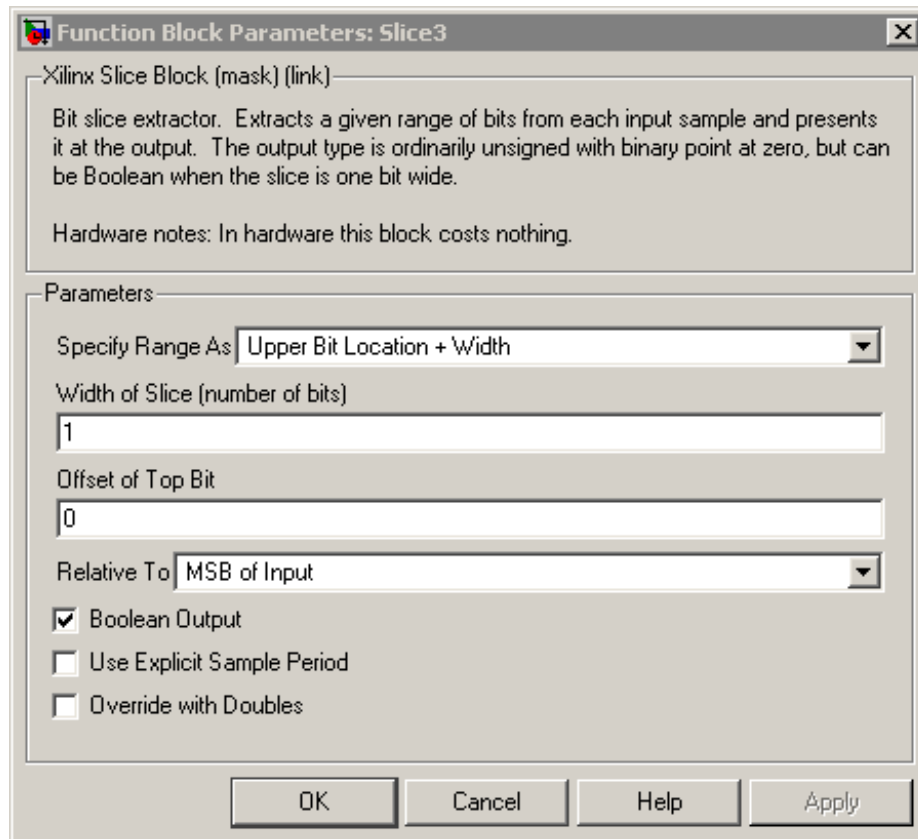 Function Block Parameters: Slice3
Xilinx Slice Block (mask) (link)
Bit slice extractor.  Extracts a given range of bits from each input sample and presents
it at the output.  The output type is ordinarily unsigned with binary point at zero, but can
be Boolean when the slice is one bit wide.
Hardware notes: In hardware this block costs nothing.
Parameters
Specify Range As Upper Bit Location + Width
Width of Slice (number of bits)
1
Offset of Top Bit
0
Relative To MSB of Input
Boolean Output
Use Explicit Sample Period
Override with Doubles
OK Cancel Help Apply